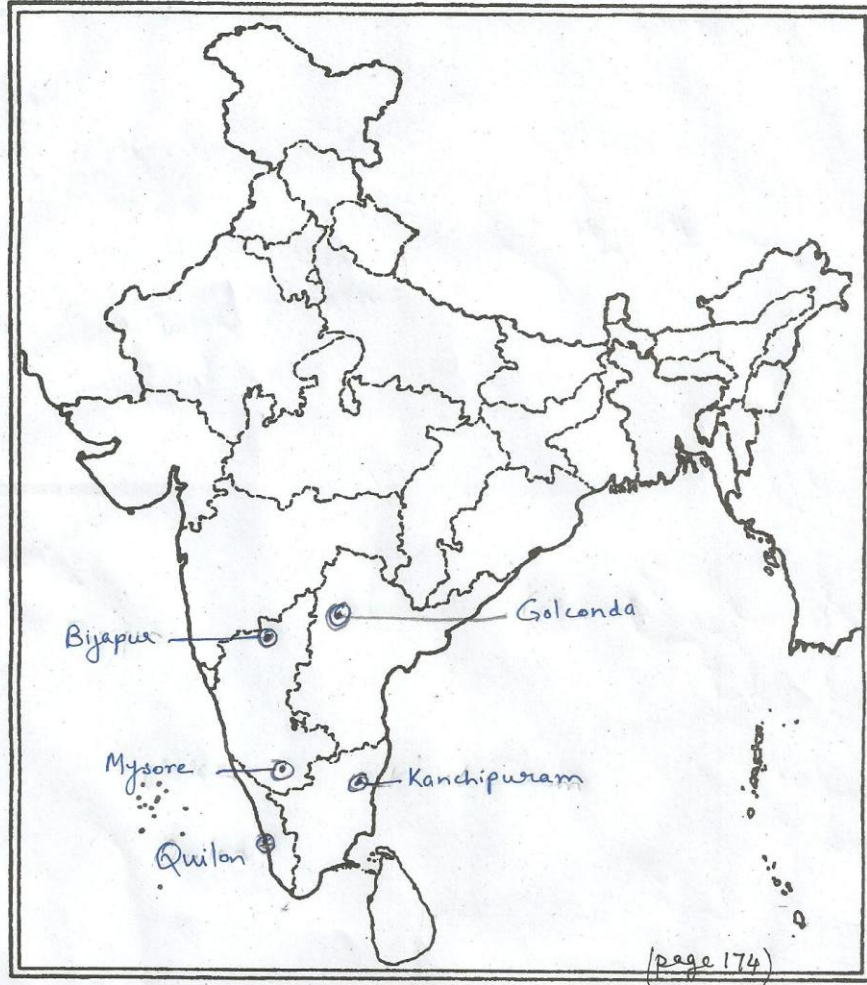 Golconda
Bijapur
Mysore
Kanchipuram
Quilon
(page 174)